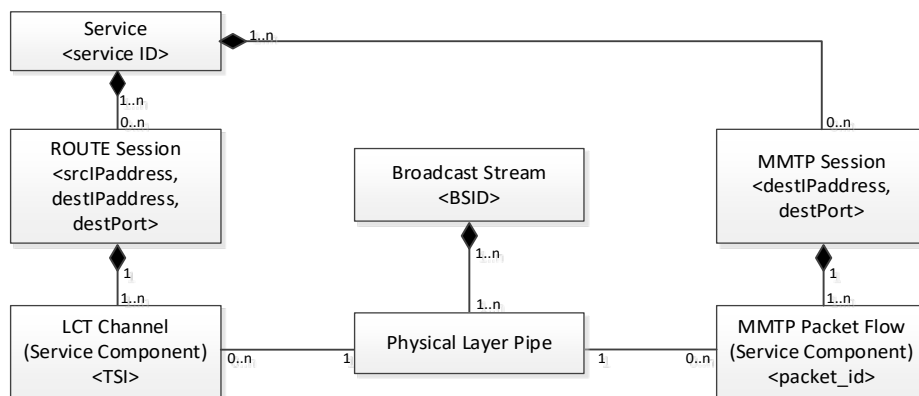 Service
<service ID>
1..n
1..n
0..n
0..n
ROUTE Session
<srcIPaddress,
destIPaddress,
destPort>
Broadcast Stream
<BSID>
MMTP Session
<destIPaddress,
destPort>
1
1..n
1..n
1..n
1
1..n
LCT Channel
(Service Component)
<TSI>
0..n
1
Physical Layer Pipe
1
0..n
MMTP Packet Flow
(Service Component)
<packet_id>